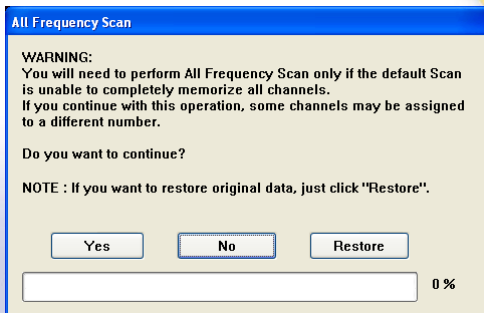 All Frequency Scan
WARNING:
You will need to perform All Frequency Scan only if the default Scan
is unable to completely memorize all channels.
If you continue with this operation, some channels may be assigned
to a different number.
Do you want to continue?
NOTE : If you want to restore original data, just click "Restore".
Yes No Restore
0 %